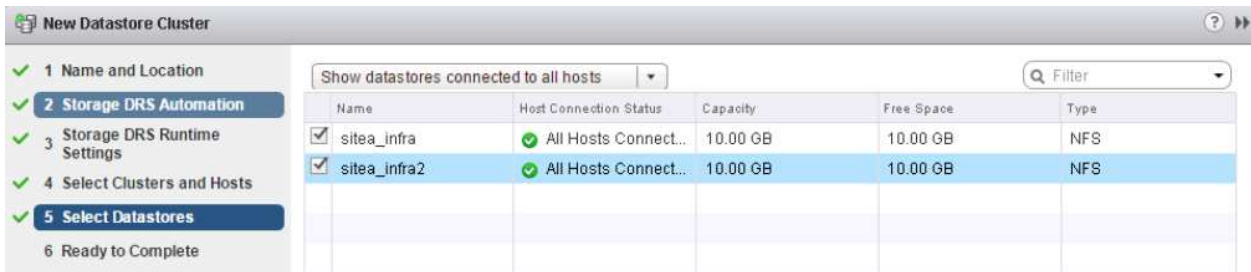 New Datastore Cluster ?
1 Name and Location
2 Storage DRS Automation
3 Storage DRS Runtime
Settings
4 Select Clusters and Hosts
5 Select Datastores
6 Ready to Complete
Show datastores connected to all hosts Filter
Name Host Connection Status Capacity Free Space Type
sitea_infra All Hosts Connect... 10.00 GB 10.00 GB NFS
sitea_infra2 All Hosts Connect... 10.00 GB 10.00 GB NFS